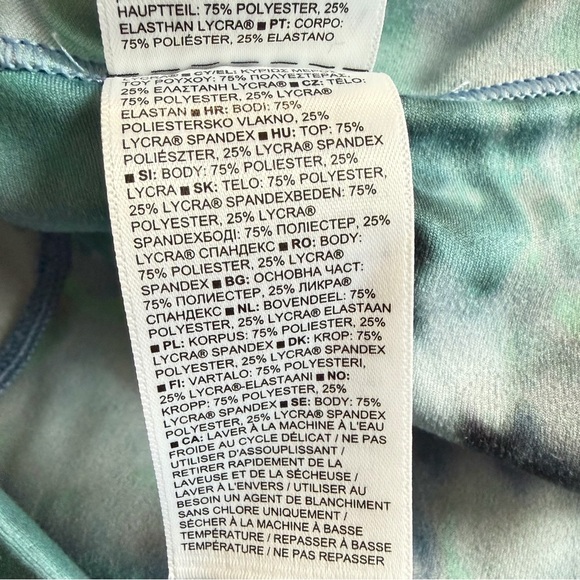 HAUPTTEIL: 75% POLYESTER, 25%
ELASTHAN LYCRA® ■ PT: CORPO:
75% POLIÉSTER, 25% ELASTANO
LYCRA® ■ CY/EL: ΚΥΡΙΩΣ ΜΕΡ
ΤΟΥ ΡΟΥΧΟΥ: 75% ΠΟΛΥΕΣΤΕΡΑΣ,
25% ΕΛΑΣΤΑΝΗ LYCRA® ■ CZ: TĚLO:
75% POLYESTER, 25% LYCRA®
ELASTAN ■ HR: BODI: 75%
POLIESTERSKO VLAKNO, 25%
LYCRA® SPANDEX ■ HU: TOP: 75%
POLIÉSZTER, 25% LYCRA® SPANDEX
■ SI: BODY: 75% POLIESTER, 25%
LYCRA ■ SK: TELO: 75% POLYESTER,
25% LYCRA® SPANDEXBEDEN: 75%
POLYESTER, 25% LYCRA®
SPANDEXБОДІ: 75% ПОЛІЕСТЕР, 25%
LYCRA® СПАНДЕКС ■ RO: BODY:
75% POLIESTER, 25% LYCRA®
SPANDEX ■ BG: ОСНОВНА ЧАСТ:
75% ПОЛИЕСТЕР, 25% ЛИКРА®
СПАНДЕКС ■ NL: BOVENDEEL: 75%
POLYESTER, 25% LYCRA® ELASTAAN
■ PL: KORPUS: 75% POLIESTER, 25%
LYCRA® SPANDEX ■ DK: KROP: 75%
POLYESTER, 25% LYCRA® SPANDEX
■ FI: VARTALO: 75% POLYESTERI,
25% LYCRA®-ELASTAANI ■ NO:
KROPP: 75% POLYESTER, 25%
LYCRA® SPANDEX ■ SE: BODY: 75%
POLYESTER, 25% LYCRA® SPANDEX
■ CA: LAVER À LA MACHINE À L'EAU
FROIDE AU CYCLE DÉLICAT / NE PAS
UTILISER D'ASSOUPLISSANT /
RETIRER RAPIDEMENT DE LA
LAVEUSE ET DE LA SÉCHEUSE /
LAVER À L'ENVERS / UTILISER AU
BESOIN UN AGENT DE BLANCHIMENT
SANS CHLORE UNIQUEMENT /
SÉCHER À LA MACHINE À BASSE
TEMPÉRATURE / REPASSER À BASSE
TEMPÉRATURE / NE PAS REPASSER